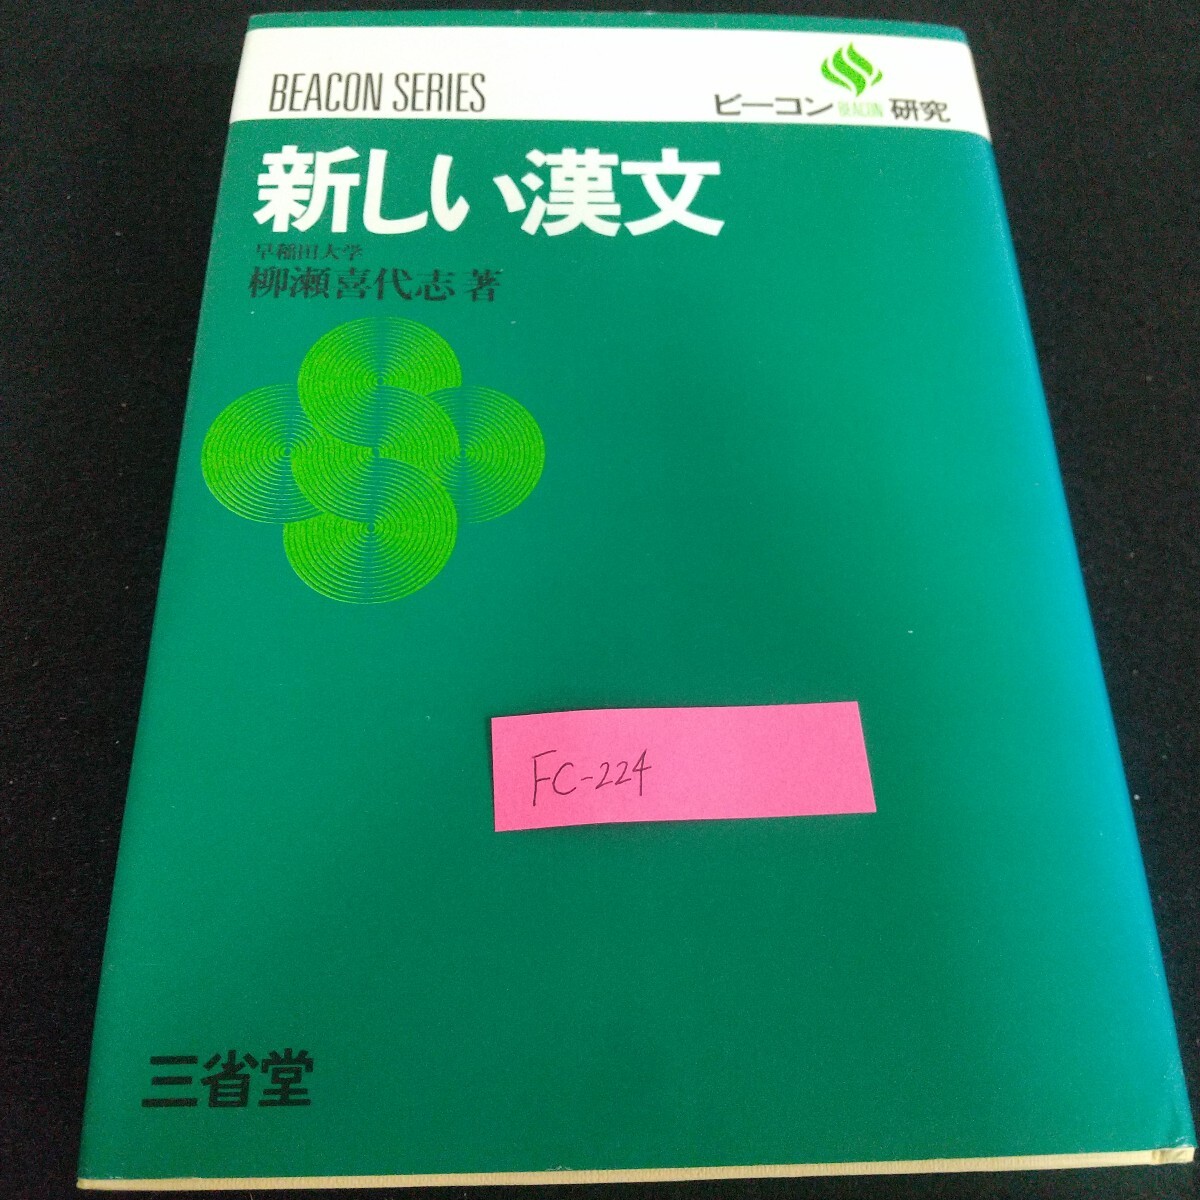 BEACON SERIES
ビーコン BEACON 研究
新しい漢文
早稲田大学
柳瀬喜代志 著
FC-224
三省堂